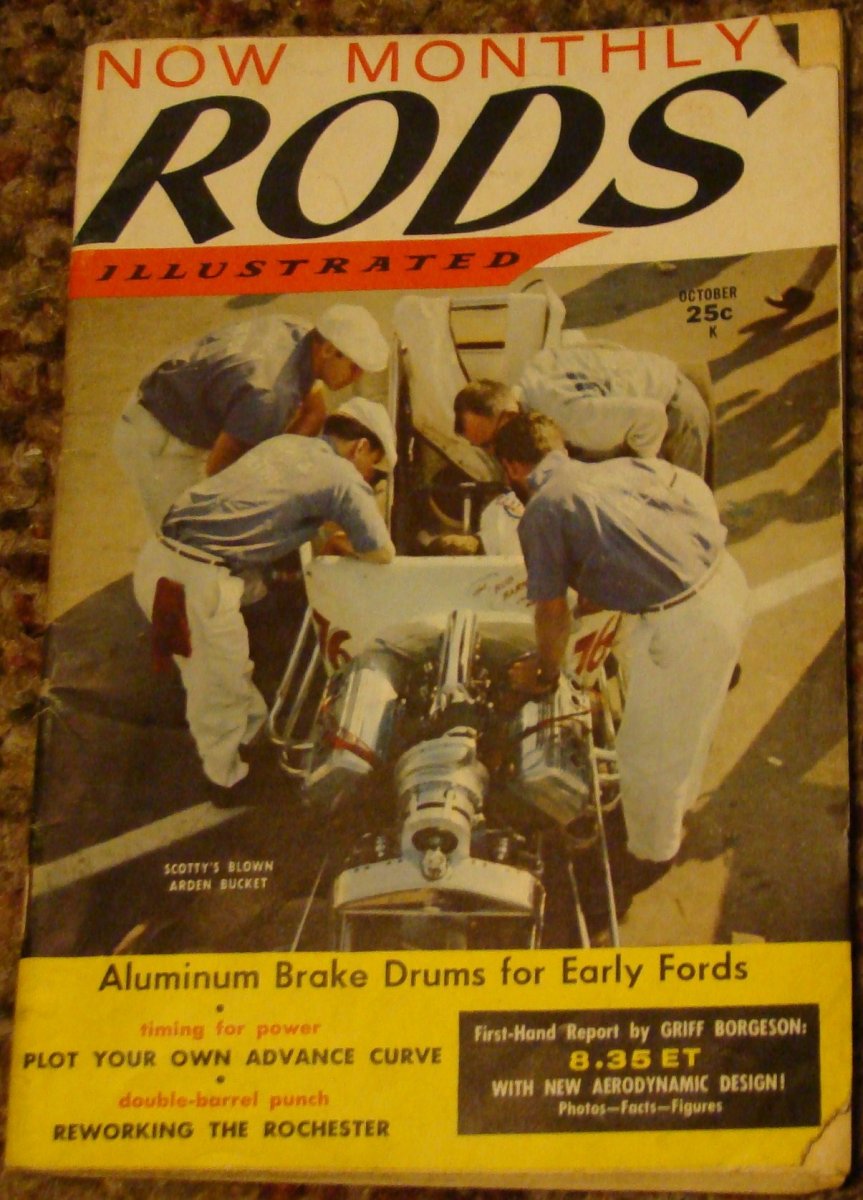 NOW MONTHLY
RODS
ILLUSTRATED
OCTOBER
25c
K
76
76
SCOTTY'S BLOWN
ARDEN BUCKET
Aluminum Brake Drums for Early Fords
•
timing for power
PLOT YOUR OWN ADVANCE CURVE
•
double-barrel punch
REWORKING THE ROCHESTER
First-Hand Report by GRIFF BORGESON:
8.35 ET
WITH NEW AERODYNAMIC DESIGN!
Photos—Facts—Figures